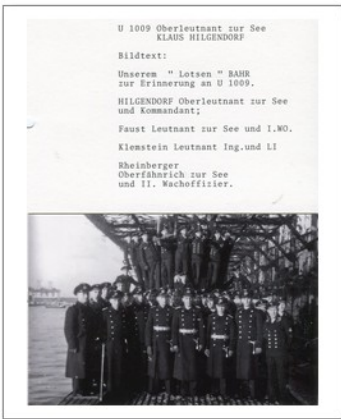 U 1009 Oberleutnant zur See
KLAUS HILGENDORF
Bildtext:
Unserem " Lotsen " BAHR
zur Erinnerung an U 1009.
HILGENDORF Oberleutnant zur See
und Kommandant;
Faust Leutnant zur See und I.WO.
Klemstein Leutnant Ing.und LI
Rheinberger
Oberfähnrich zur See
und II. Wachoffizier.